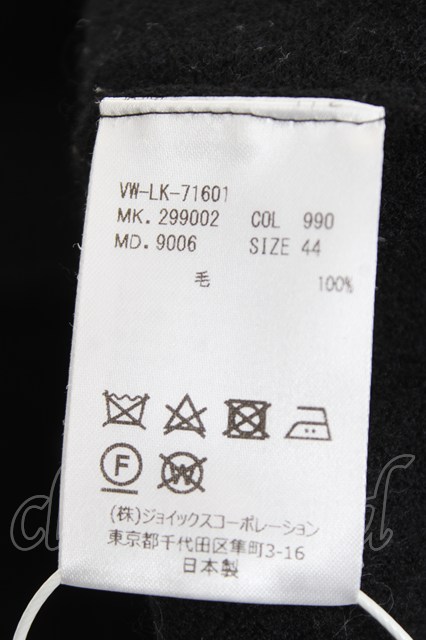 VW-LK-71601
MK. 299002 COL 990
MD. 9006 SIZE 44
毛 100%
F
W
(株)ジョイックスコーポレーション
東京都千代田区隼町3-16
日本製